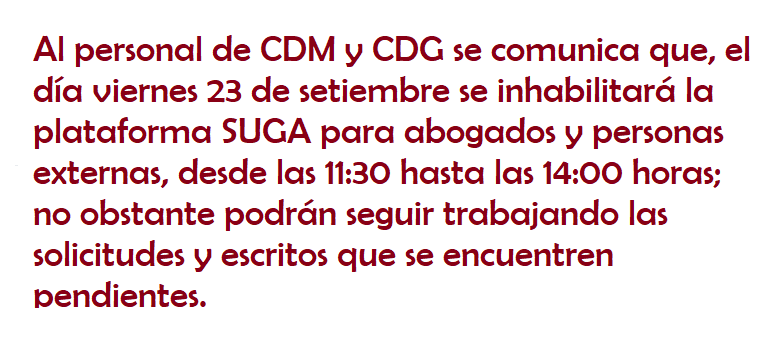 Al personal de CDM y CDG se comunica que, el
día viernes 23 de setiembre se inhabilitará la
plataforma SUGA para abogados y personas
externas, desde las 11:30 hasta las 14:00 horas;
no obstante podrán seguir trabajando las
solicitudes y escritos que se encuentren
pendientes.